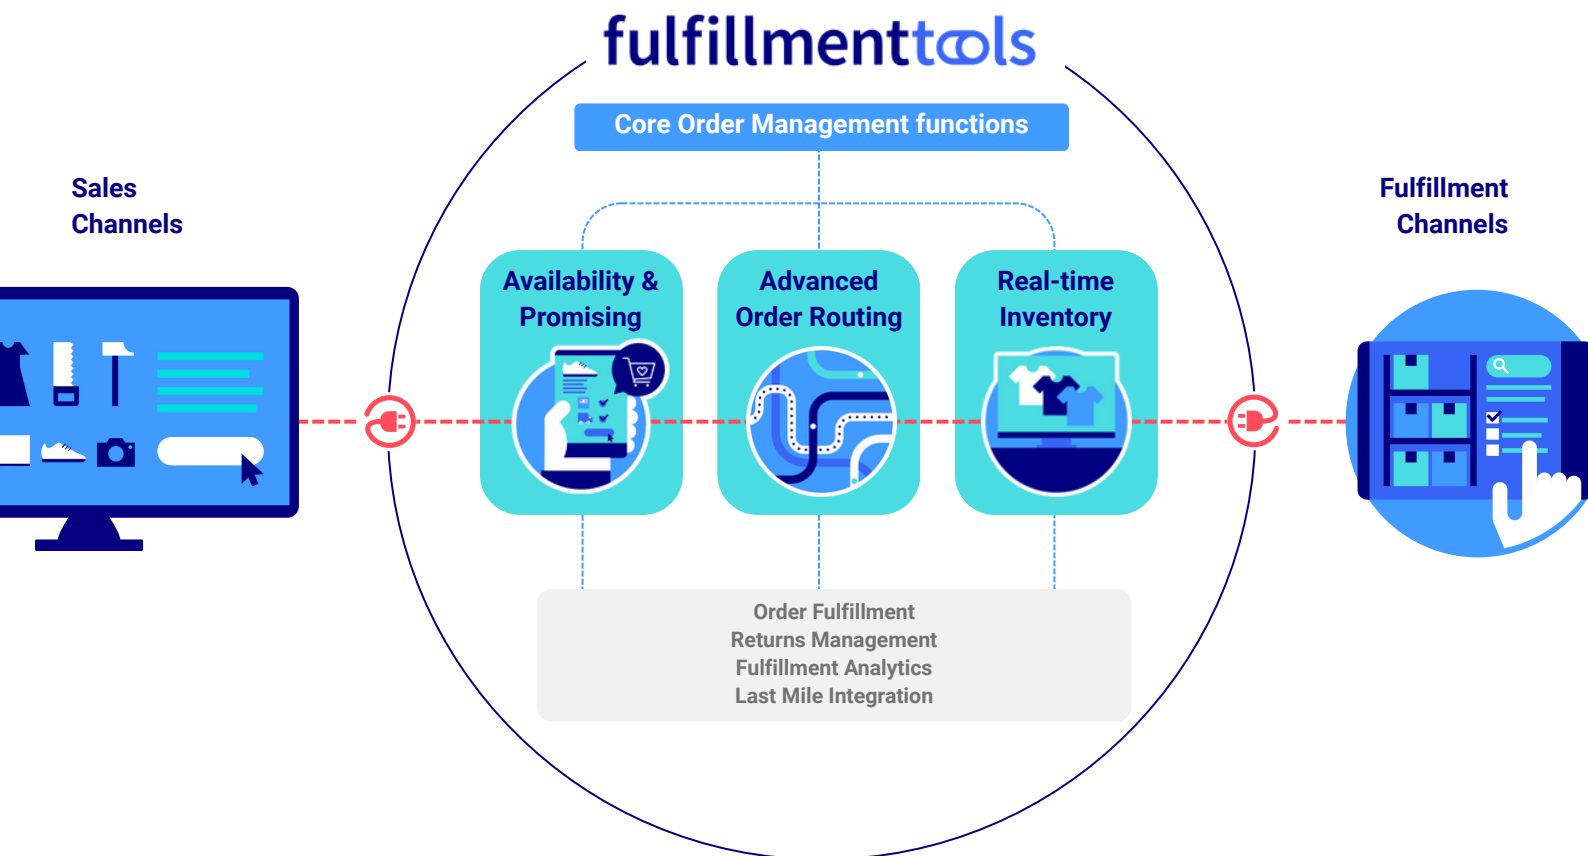 fulfillmenttools
Core Order Management functions
Sales
Channels
Fulfillment
Channels
Availability &
Promising
Advanced
Order Routing
Real-time
Inventory
Order Fulfillment
Returns Management
Fulfillment Analytics
Last Mile Integration